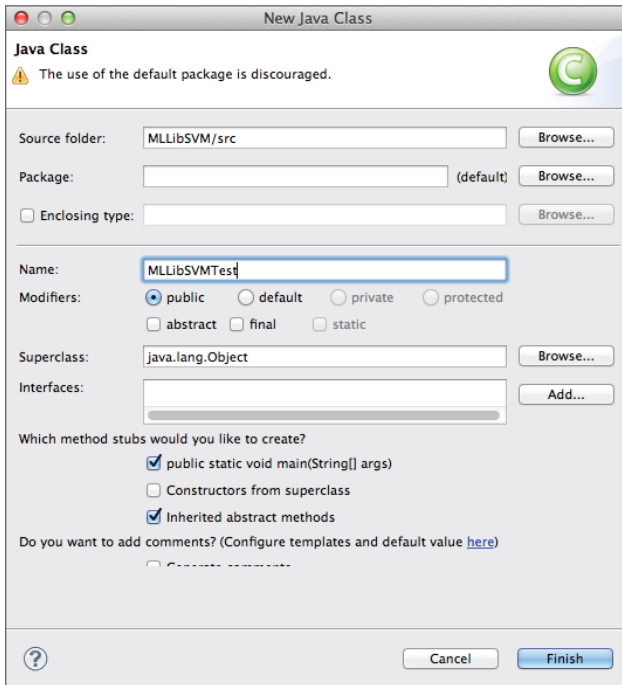 New Java Class
Java Class
The use of the default package is discouraged.
Source folder: MLLibSVM/src Browse...
Package: (default) Browse...
Enclosing type: Browse...
Name: MLLibSVMTest
Modifiers: public default private protected
abstract final static
Superclass: java.lang.Object Browse...
Interfaces: Add...
Which method stubs would you like to create?
public static void main(String[] args)
Constructors from superclass
Inherited abstract methods
Do you want to add comments? (Configure templates and default value here)
Generate comments
? Cancel Finish